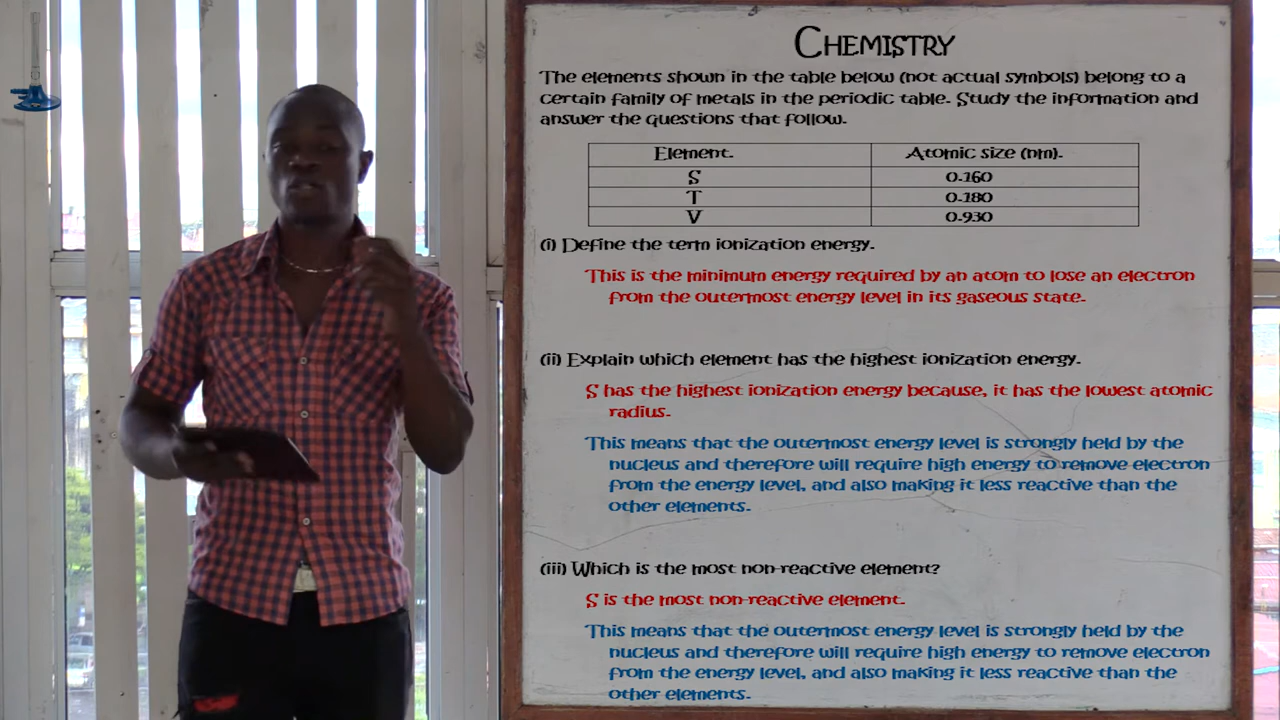 CHEMISTRY
The elements shown in the table below (not actual symbols) belong to a
certain family of metals in the periodic table. Study the information and
answer the questions that follow.
Element. Atomic size (nm).
S 0.160
T 0.180
V 0.930
(i) Define the term ionization energy.
This is the minimum energy required by an atom to lose an electron
from the outermost energy level in its gaseous state.
(ii) Explain which element has the highest ionization energy.
S has the highest ionization energy because, it has the lowest atomic
radius.
This means that the outermost energy level is strongly held by the
nucleus and therefore will require high energy to remove electron
from the energy level, and also making it less reactive than the
other elements.
(iii) Which is the most non-reactive element?
S is the most non-reactive element.
This means that the outermost energy level is strongly held by the
nucleus and therefore will require high energy to remove electron
from the energy level, and also making it less reactive than the
other elements.